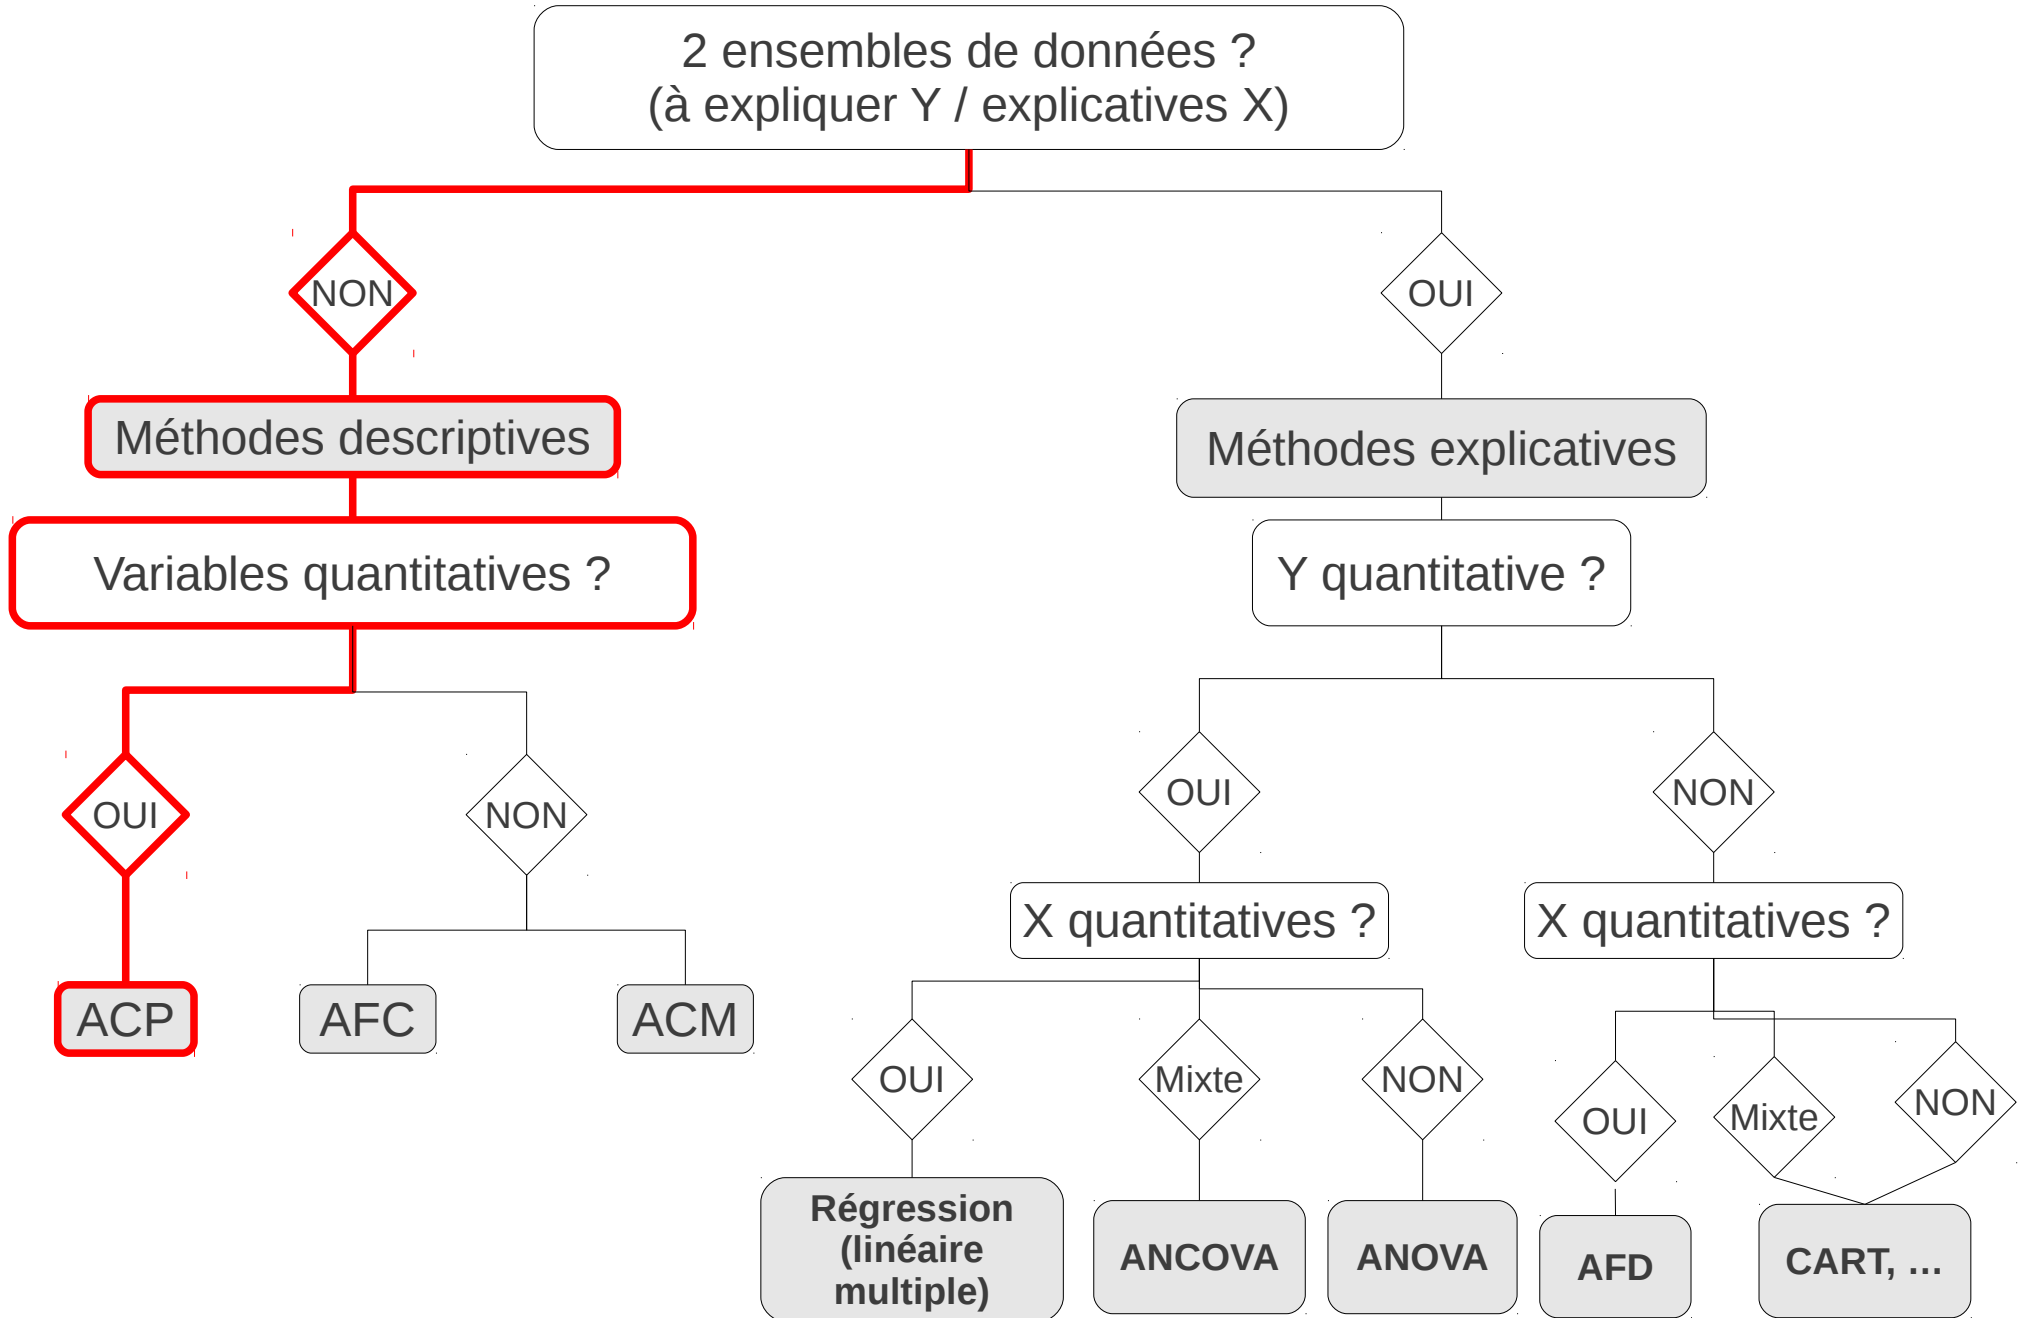 2 ensembles de données ?
(à expliquer Y / explicatives X)
NON
OUI
Méthodes descriptives
Méthodes explicatives
Variables quantitatives ?
Y quantitative ?
OUI
NON
OUI
NON
X quantitatives ?
X quantitatives ?
ACP
AFC
ACM
OUI
Mixte
NON
OUI
Mixte
NON
Régression
(linéaire
multiple)
ANCOVA
ANOVA
AFD
CART, ...